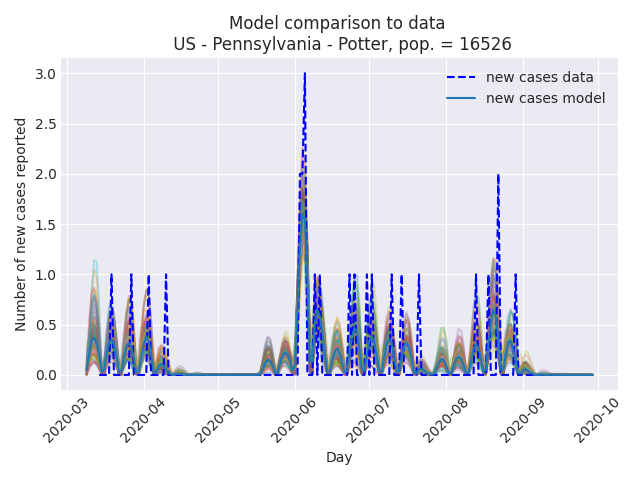 Model comparison to data
US - Pennsylvania - Potter, pop. = 16526
new cases data
new cases model
Number of new cases reported
3.0
2.5
2.0
1.5
1.0
0.5
0.0
2020-03
2020-04
2020-05
2020-06
2020-07
2020-08
2020-09
2020-10
Day